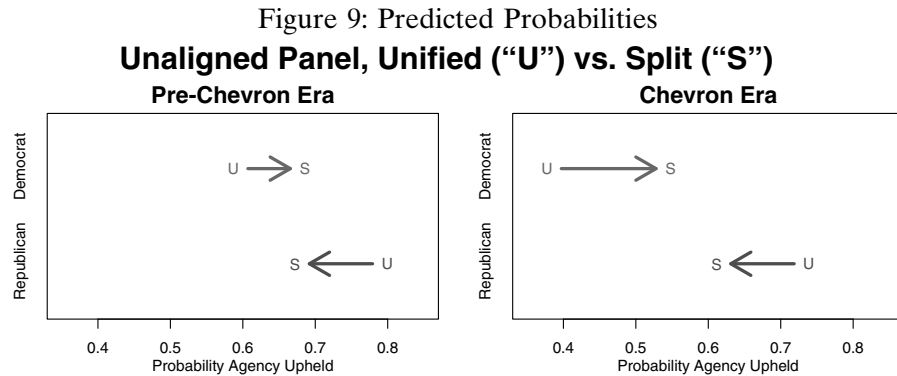 Figure 9: Predicted Probabilities
Unaligned Panel, Unified (“U”) vs. Split (“S”)
Pre-Chevron Era
Democrat
Republican
U
S
S
U
0.4 0.5 0.6 0.7 0.8
Probability Agency Upheld
Chevron Era
Democrat
Republican
U
S
S
U
0.4 0.5 0.6 0.7 0.8
Probability Agency Upheld